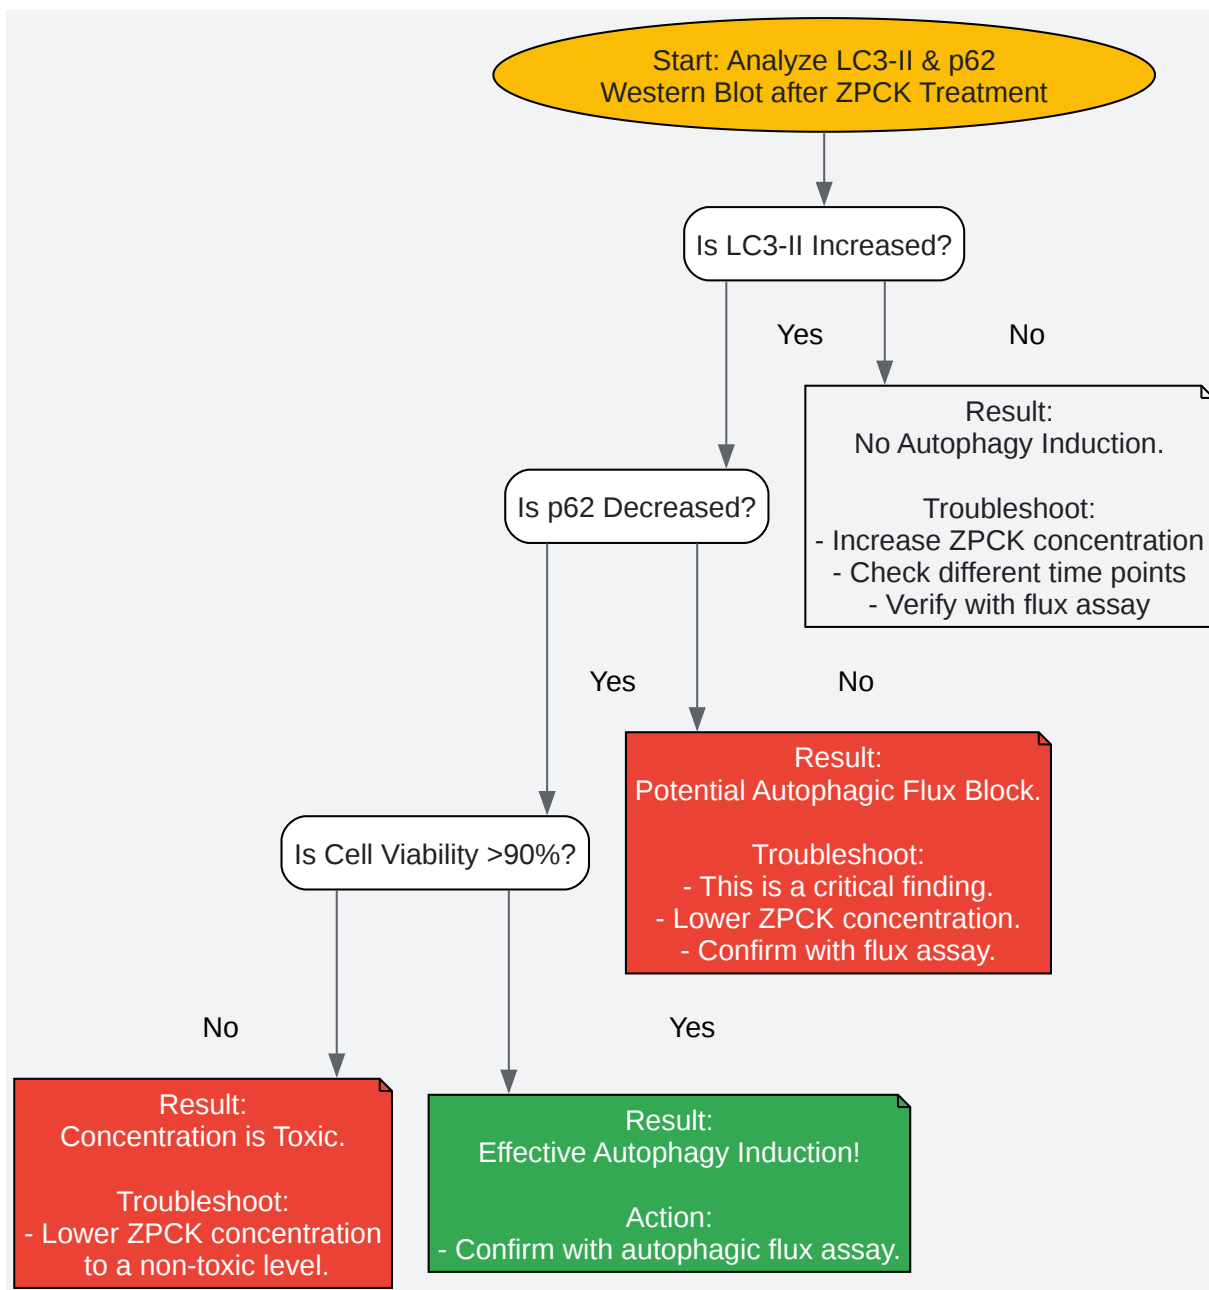 Start: Analyze LC3-II & p62
Western Blot after ZPCK Treatment
Is LC3-II Increased?
Yes
No
Result:
No Autophagy Induction.
Troubleshoot:
- Increase ZPCK concentration
- Check different time points
- Verify with flux assay
Is p62 Decreased?
Yes
No
Result:
Potential Autophagic Flux Block.
Troubleshoot:
- This is a critical finding.
- Lower ZPCK concentration.
- Confirm with flux assay.
Is Cell Viability >90%?
No
Yes
Result:
Concentration is Toxic.
Troubleshoot:
- Lower ZPCK concentration
to a non-toxic level.
Result:
Effective Autophagy Induction!
Action:
- Confirm with autophagic flux assay.